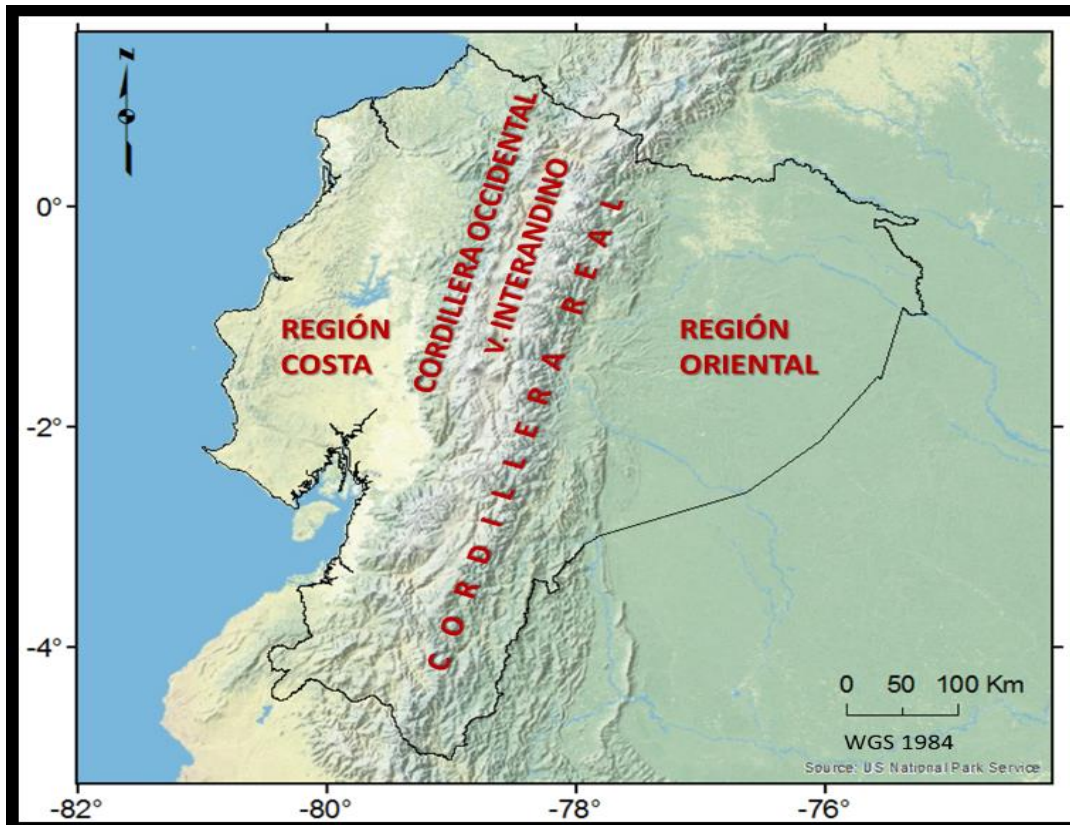 N
0°
-2°
-4°
CORDILLERA OCCIDENTAL
V. INTERANDINO
CORDILLERA REAL
REGIÓN
COSTA
REGIÓN
ORIENTAL
0 50 100 Km
WGS 1984
Source: US National Park Service
-82° -80° -78° -76°